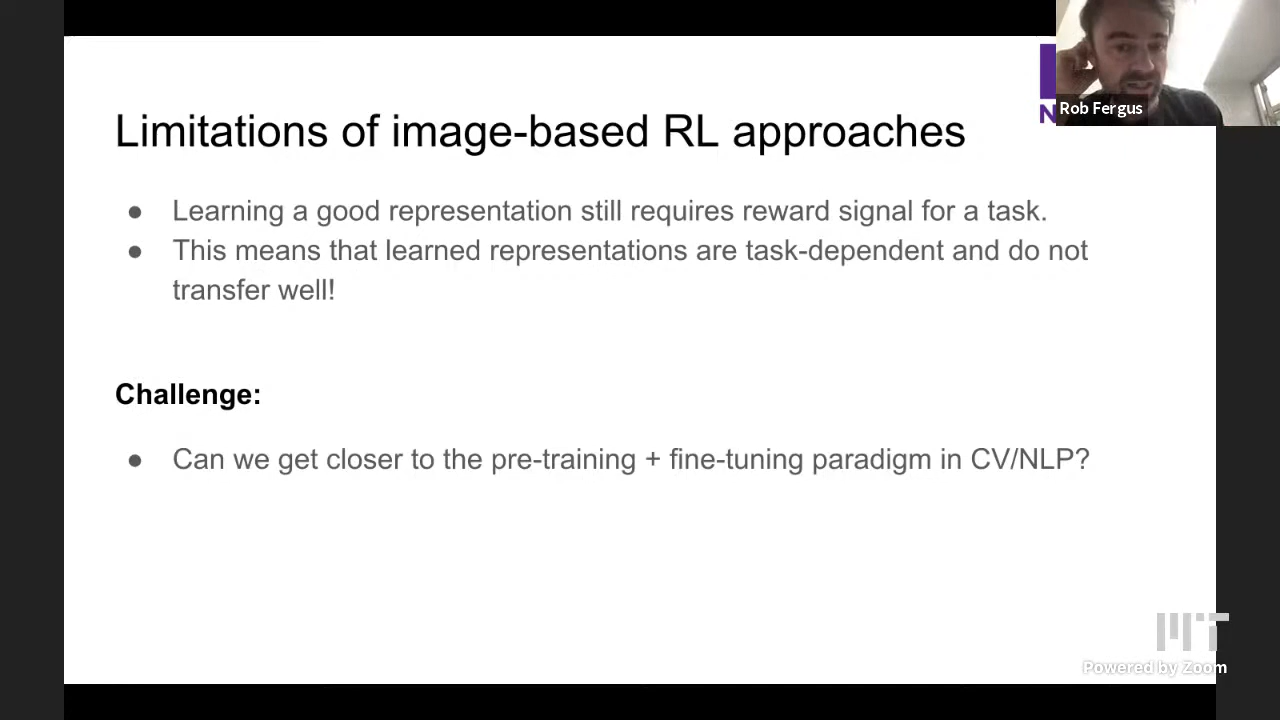 Limitations of image-based RL approaches
Rob Fergus
● Learning a good representation still requires reward signal for a task.
● This means that learned representations are task-dependent and do not
transfer well!
Challenge:
● Can we get closer to the pre-training + fine-tuning paradigm in CV/NLP?
MIT
Powered by Zoom